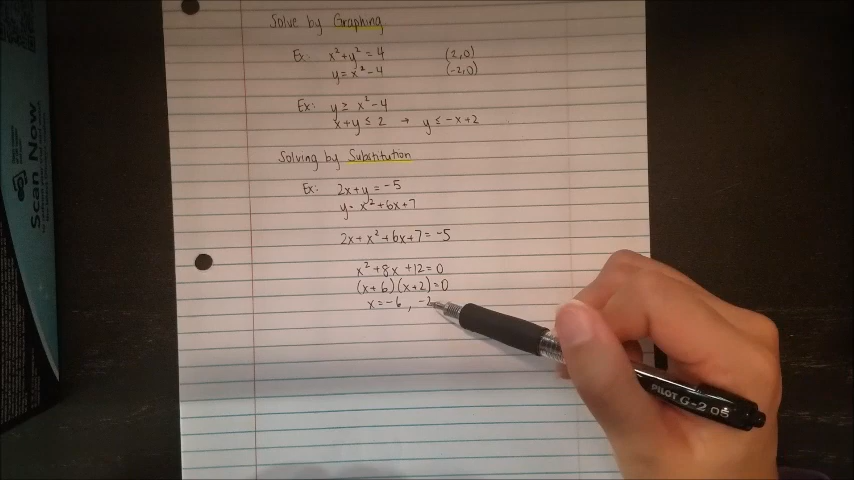 Solve by Graphing
Ex: x²+y²=4 (2,0)
y=x²-4 (-2,0)
Ex: y≥ x²-4
x+y≤2 → y≤-x+2
Solving by Substitution
Ex: 2x+y=-5
y=x²+6x+7
2x+x²+6x+7=-5
x²+8x+12=0
(x+6)(x+2)=0
x=-6, -2
Scan Now
PILOT G-2 05